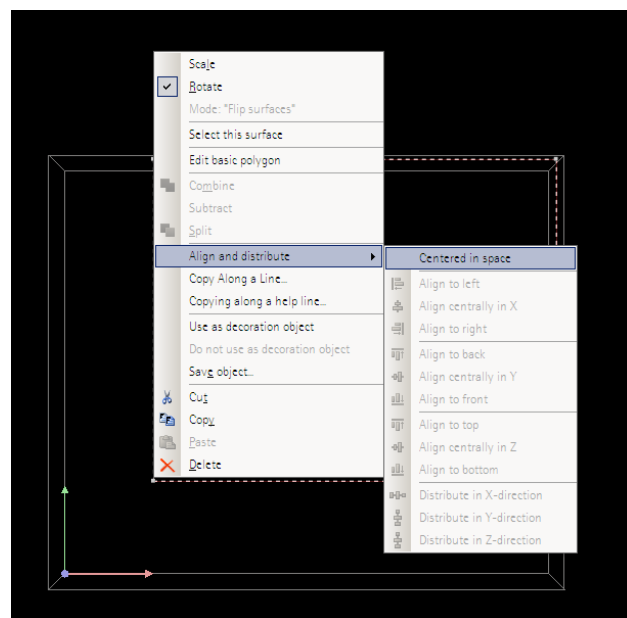 Scale
Rotate
Mode: "Flip surfaces"
Select this surface
Edit basic polygon
Combine
Subtract
Split
Align and distribute
Copy Along a Line...
Copying along a help line...
Use as decoration object
Do not use as decoration object
Save object...
Cut
Copy
Paste
Delete
Centered in space
Align to left
Align centrally in X
Align to right
Align to back
Align centrally in Y
Align to front
Align to top
Align centrally in Z
Align to bottom
Distribute in X-direction
Distribute in Y-direction
Distribute in Z-direction